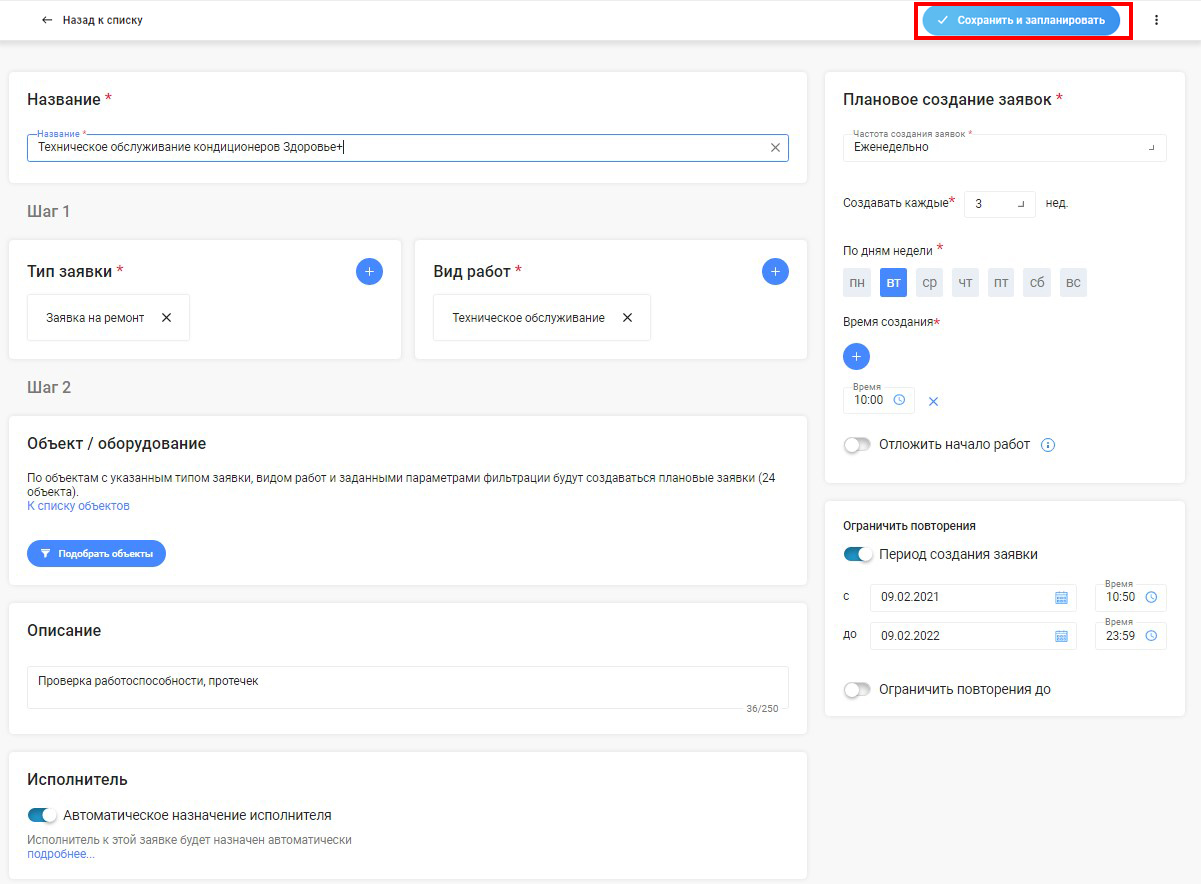 Назад к списку
Сохранить и запланировать
Название *
Название *
Техническое обслуживание кондиционеров Здоровье+
Шаг 1
Тип заявки *
Заявка на ремонт
Вид работ *
Техническое обслуживание
Шаг 2
Объект / оборудование
По объектам с указанным типом заявки, видом работ и заданными параметрами фильтрации будут создаваться плановые заявки (24
объекта).
К списку объектов
Подобрать объекты
Описание
Проверка работоспособности, протечек
36/250
Исполнитель
Автоматическое назначение исполнителя
Исполнитель к этой заявке будет назначен автоматически
подробнее...
Плановое создание заявок *
Частота создания заявок *
Еженедельно
Создавать каждые* 3 нед.
По дням недели *
пн вт ср чт пт сб вс
Время создания*
Время
10:00
Отложить начало работ
Ограничить повторения
Период создания заявки
Время
с 09.02.2021 10:50
Время
до 09.02.2022 23:59
Ограничить повторения до